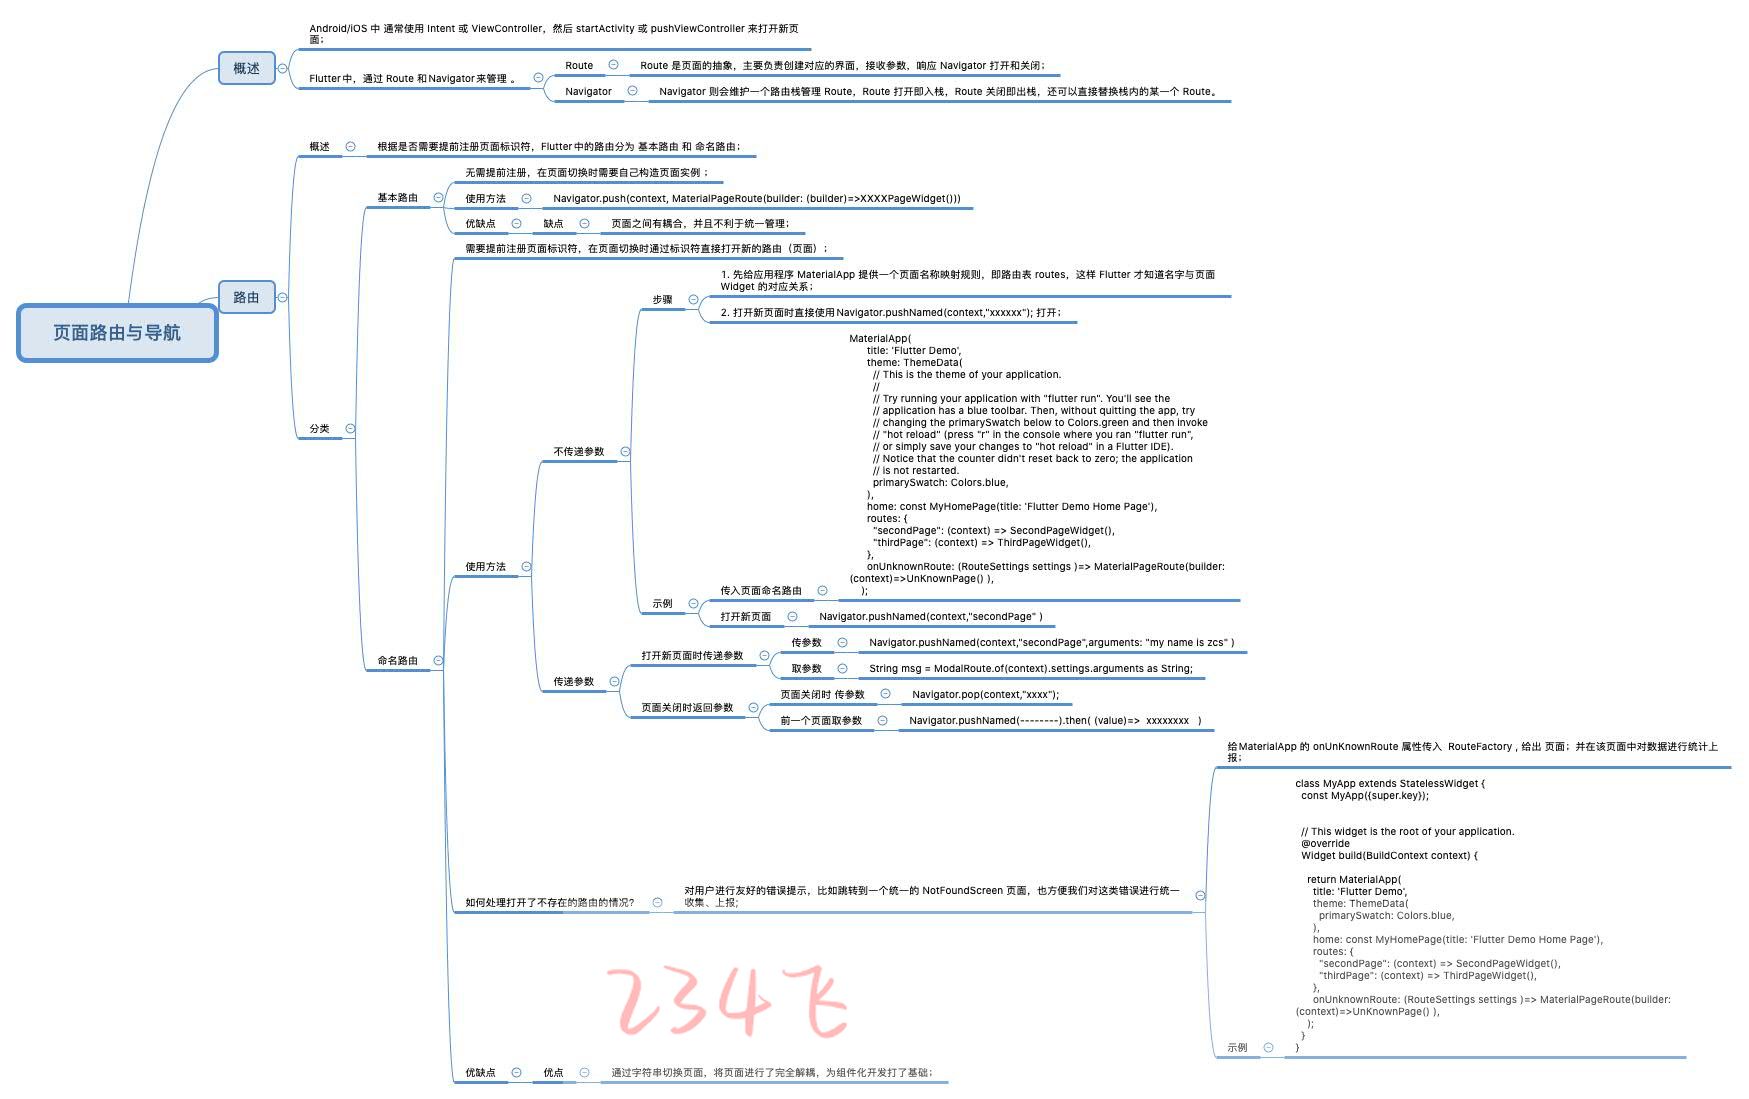 页面路由与导航
概述
Android/iOS 中 通常使用 Intent 或 ViewController，然后 startActivity 或 pushViewController 来打开新页
面；
Flutter中，通过 Route 和Navigator来管理 。
Route
Route 是页面的抽象，主要负责创建对应的界面，接收参数，响应 Navigator 打开和关闭；
Navigator
Navigator 则会维护一个路由栈管理 Route，Route 打开即入栈，Route 关闭即出栈，还可以直接替换栈内的某一个 Route。
路由
概述
根据是否需要提前注册页面标识符，Flutter中的路由分为 基本路由 和 命名路由；
分类
基本路由
无需提前注册，在页面切换时需要自己构造页面实例 ；
使用方法
Navigator.push(context, MaterialPageRoute(builder: (builder)=>XXXXPageWidget()))
优缺点
缺点
页面之间有耦合，并且不利于统一管理；
命名路由
需要提前注册页面标识符，在页面切换时通过标识符直接打开新的路由（页面）；
使用方法
不传递参数
步骤
1. 先给应用程序 MaterialApp 提供一个页面名称映射规则，即路由表 routes，这样 Flutter 才知道名字与页面
Widget 的对应关系；
2. 打开新页面时直接使用Navigator.pushNamed(context,"xxxxxx"); 打开；
示例
传入页面命名路由
MaterialApp(
title: 'Flutter Demo',
theme: ThemeData(
// This is the theme of your application.
//
// Try running your application with "flutter run". You'll see the
// application has a blue toolbar. Then, without quitting the app, try
// changing the primarySwatch below to Colors.green and then invoke
// "hot reload" (press "r" in the console where you ran "flutter run",
// or simply save your changes to "hot reload" in a Flutter IDE).
// Notice that the counter didn't reset back to zero; the application
// is not restarted.
primarySwatch: Colors.blue,
),
home: const MyHomePage(title: 'Flutter Demo Home Page'),
routes: {
"secondPage": (context) => SecondPageWidget(),
"thirdPage": (context) => ThirdPageWidget(),
},
onUnknownRoute: (RouteSettings settings )=> MaterialPageRoute(builder:
(context)=>UnKnownPage() ),
);
打开新页面
Navigator.pushNamed(context,"secondPage" )
传递参数
打开新页面时传递参数
传参数
Navigator.pushNamed(context,"secondPage",arguments: "my name is zcs" )
取参数
String msg = ModalRoute.of(context).settings.arguments as String;
页面关闭时返回参数
页面关闭时 传参数
Navigator.pop(context,"xxxx");
前一个页面取参数
Navigator.pushNamed(--------).then( (value)=> xxxxxxxx )
如何处理打开了不存在的路由的情况?
对用户进行友好的错误提示，比如跳转到一个统一的 NotFoundScreen 页面，也方便我们对这类错误进行统一
收集、上报;
给MaterialApp 的 onUnKnownRoute 属性传入 RouteFactory , 给出 页面；并在该页面中对数据进行统计上
报；
示例
class MyApp extends StatelessWidget {
const MyApp({super.key});
// This widget is the root of your application.
@override
Widget build(BuildContext context) {
return MaterialApp(
title: 'Flutter Demo',
theme: ThemeData(
primarySwatch: Colors.blue,
),
home: const MyHomePage(title: 'Flutter Demo Home Page'),
routes: {
"secondPage": (context) => SecondPageWidget(),
"thirdPage": (context) => ThirdPageWidget(),
},
onUnknownRoute: (RouteSettings settings )=> MaterialPageRoute(builder:
(context)=>UnKnownPage() ),
);
}
}
234飞
优缺点
优点
通过字符串切换页面，将页面进行了完全解耦，为组件化开发打了基础；